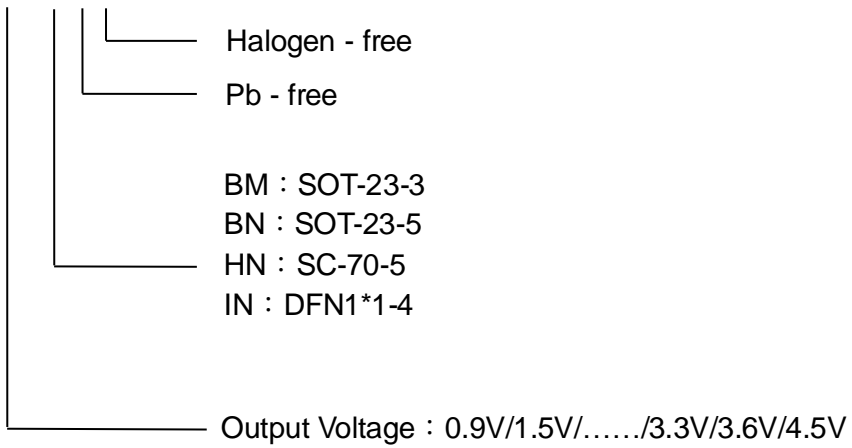 Halogen - free
Pb - free
BM：SOT-23-3
BN：SOT-23-5
HN：SC-70-5
IN：DFN1*1-4
Output Voltage：0.9V/1.5V/……/3.3V/3.6V/4.5V